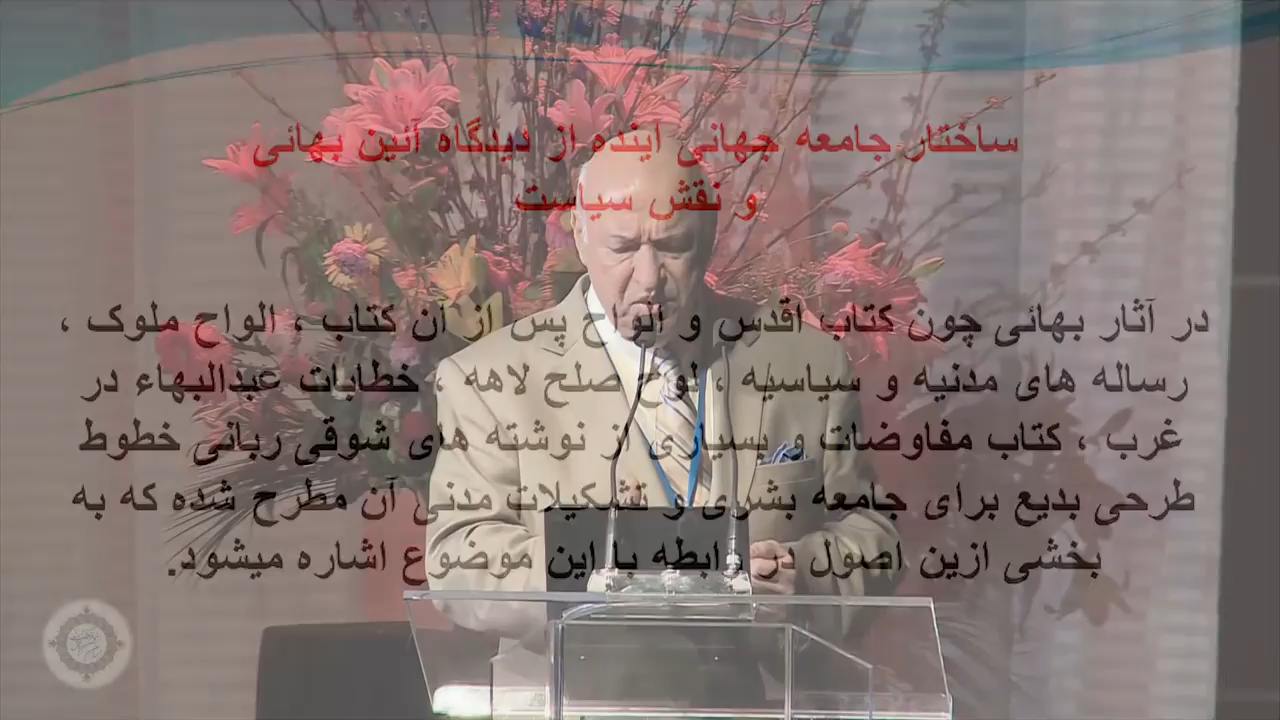 ساختار جامعه جهانی اینده از دیدگاه آئین بهائی
و نقش سیاست
در آثار بهائی چون کتاب اقدس و الواح پس از آن کتاب ، الواح ملوک ،
رساله های مدنیه و سیاسیه ، لوح صلح لاهه ، خطابات عبدالبهاء در
غرب ، کتاب مفاوضات و بسیاری از نوشته های شوقی ربانی خطوط
طرحی بدیع برای جامعه بشری و تشکیلات مدنی آن مطرح شده که به
بخشی ازین اصول در رابطه با این موضوع اشاره میشود.